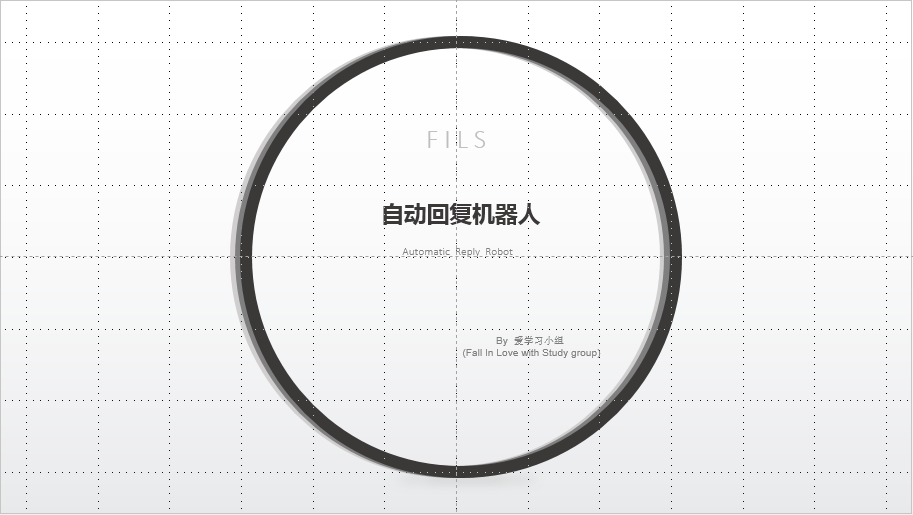 FILS
自动回复机器人
Automatic Reply Robot
By 爱学习小组
(Fall In Love with Study group)